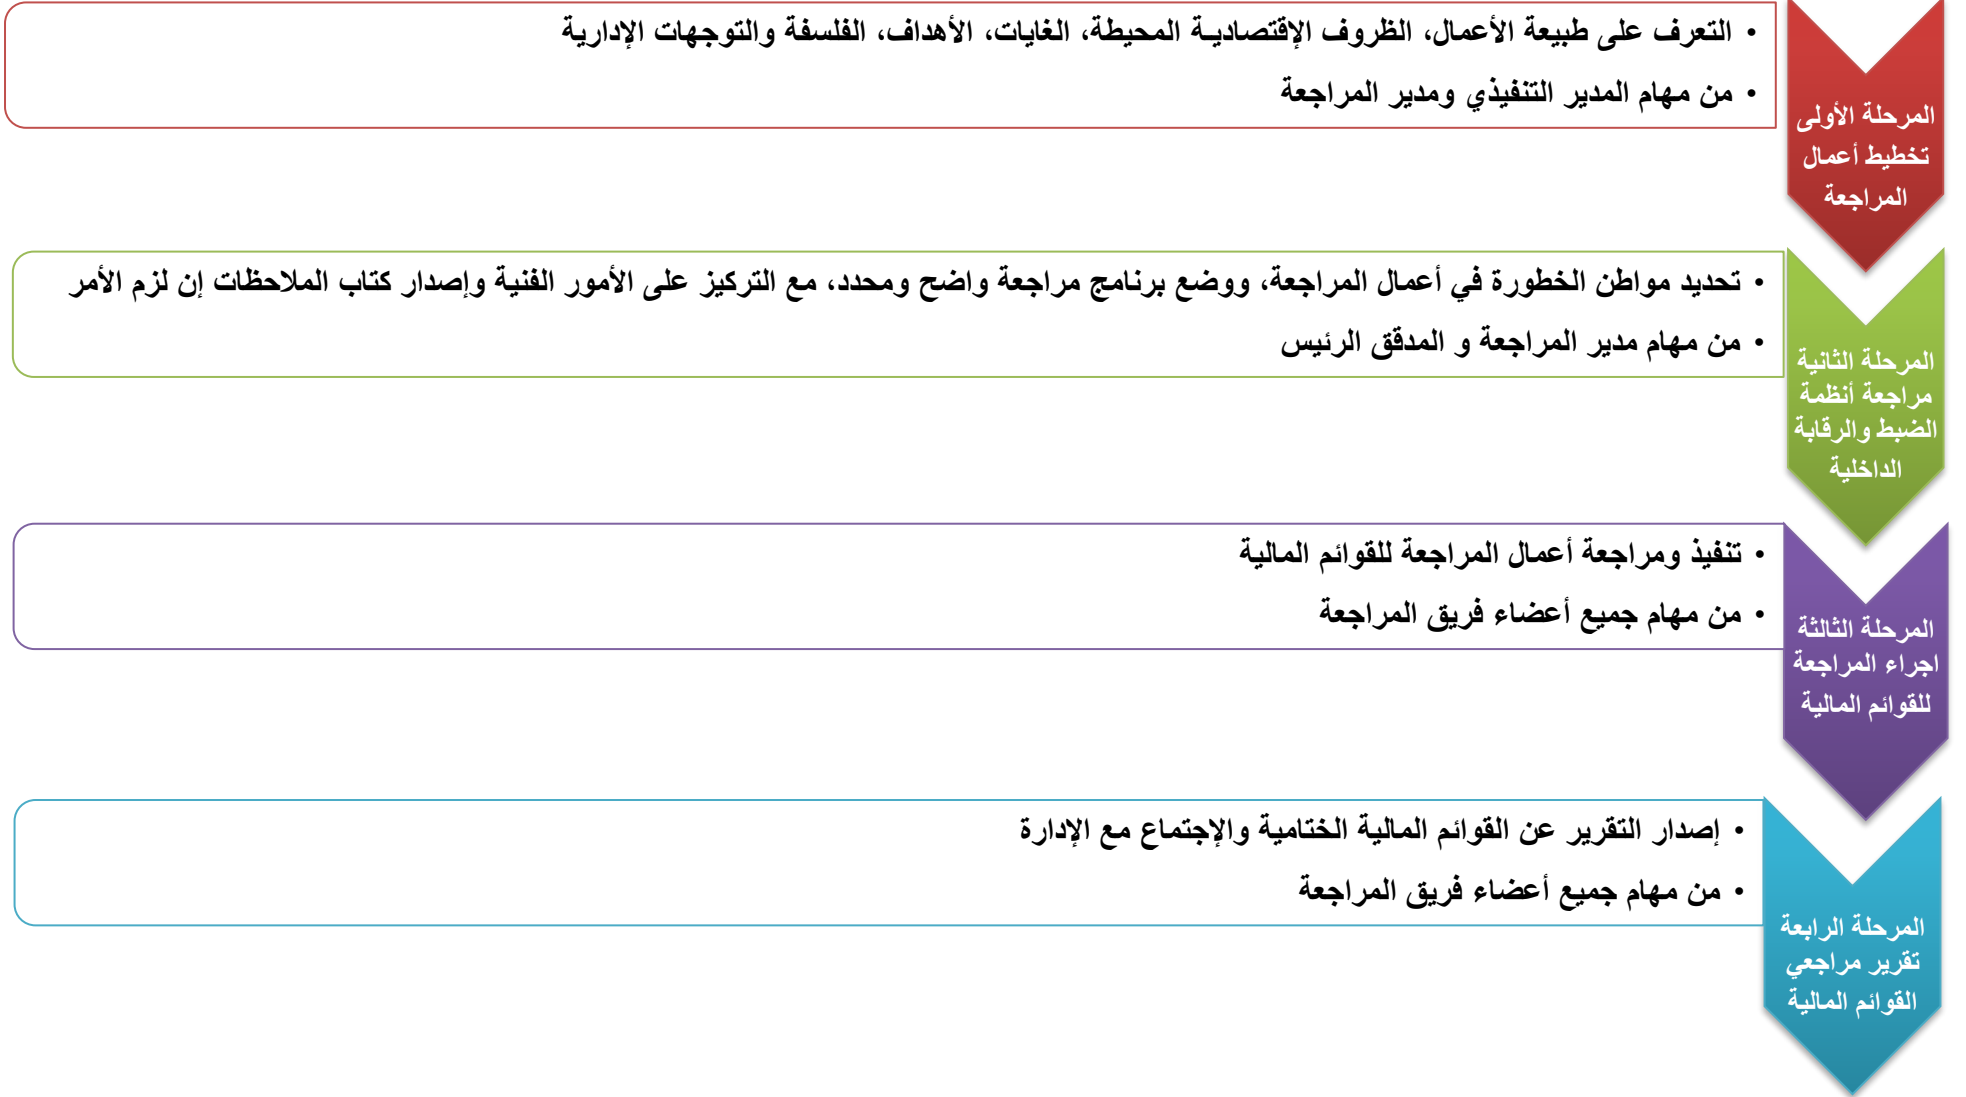 المرحلة الأولى
تخطيط أعمال
المراجعة
• التعرف على طبيعة الأعمال، الظروف الإقتصادية المحيطة، الغايات، الأهداف، الفلسفة والتوجهات الإدارية
• من مهام المدير التنفيذي ومدير المراجعة
المرحلة الثانية
مراجعة أنظمة
الضبط والرقابة
الداخلية
• تحديد مواطن الخطورة في أعمال المراجعة، ووضع برنامج مراجعة واضح ومحدد، مع التركيز على الأمور الفنية وإصدار كتاب الملاحظات إن لزم الأمر
• من مهام مدير المراجعة و المدقق الرئيس
المرحلة الثالثة
اجراء المراجعة
للقوائم المالية
• تنفيذ ومراجعة أعمال المراجعة للقوائم المالية
• من مهام جميع أعضاء فريق المراجعة
المرحلة الرابعة
تقرير مراجعي
القوائم المالية
• إصدار التقرير عن القوائم المالية الختامية والإجتماع مع الإدارة
• من مهام جميع أعضاء فريق المراجعة